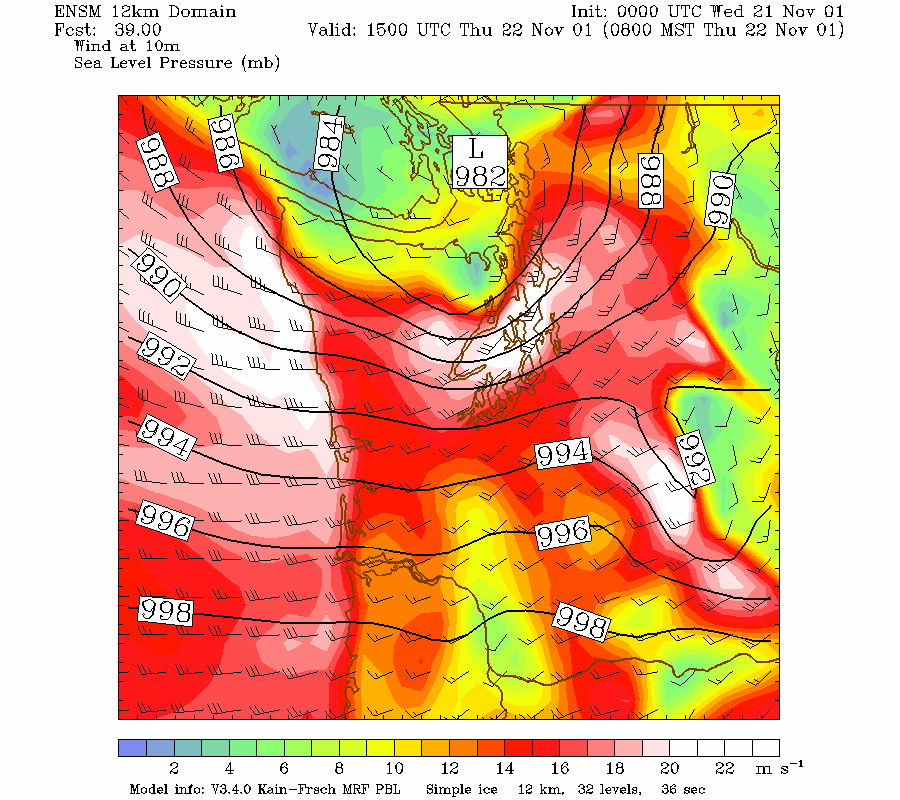 ENSM 12km Domain Init: 0000 UTC Wed 21 Nov 01
Fcst: 39.00 Valid: 1500 UTC Thu 22 Nov 01 (0800 MST Thu 22 Nov 01)
Wind at 10m
Sea Level Pressure (mb)
988 986 984 L
982 988 990
990
992
994 994 992
996 996
998 998
2 4 6 8 10 12 14 16 18 20 22 m s⁻¹
Model info: V3.4.0 Kain-Frsch MRF PBL Simple ice 12 km, 32 levels, 36 sec